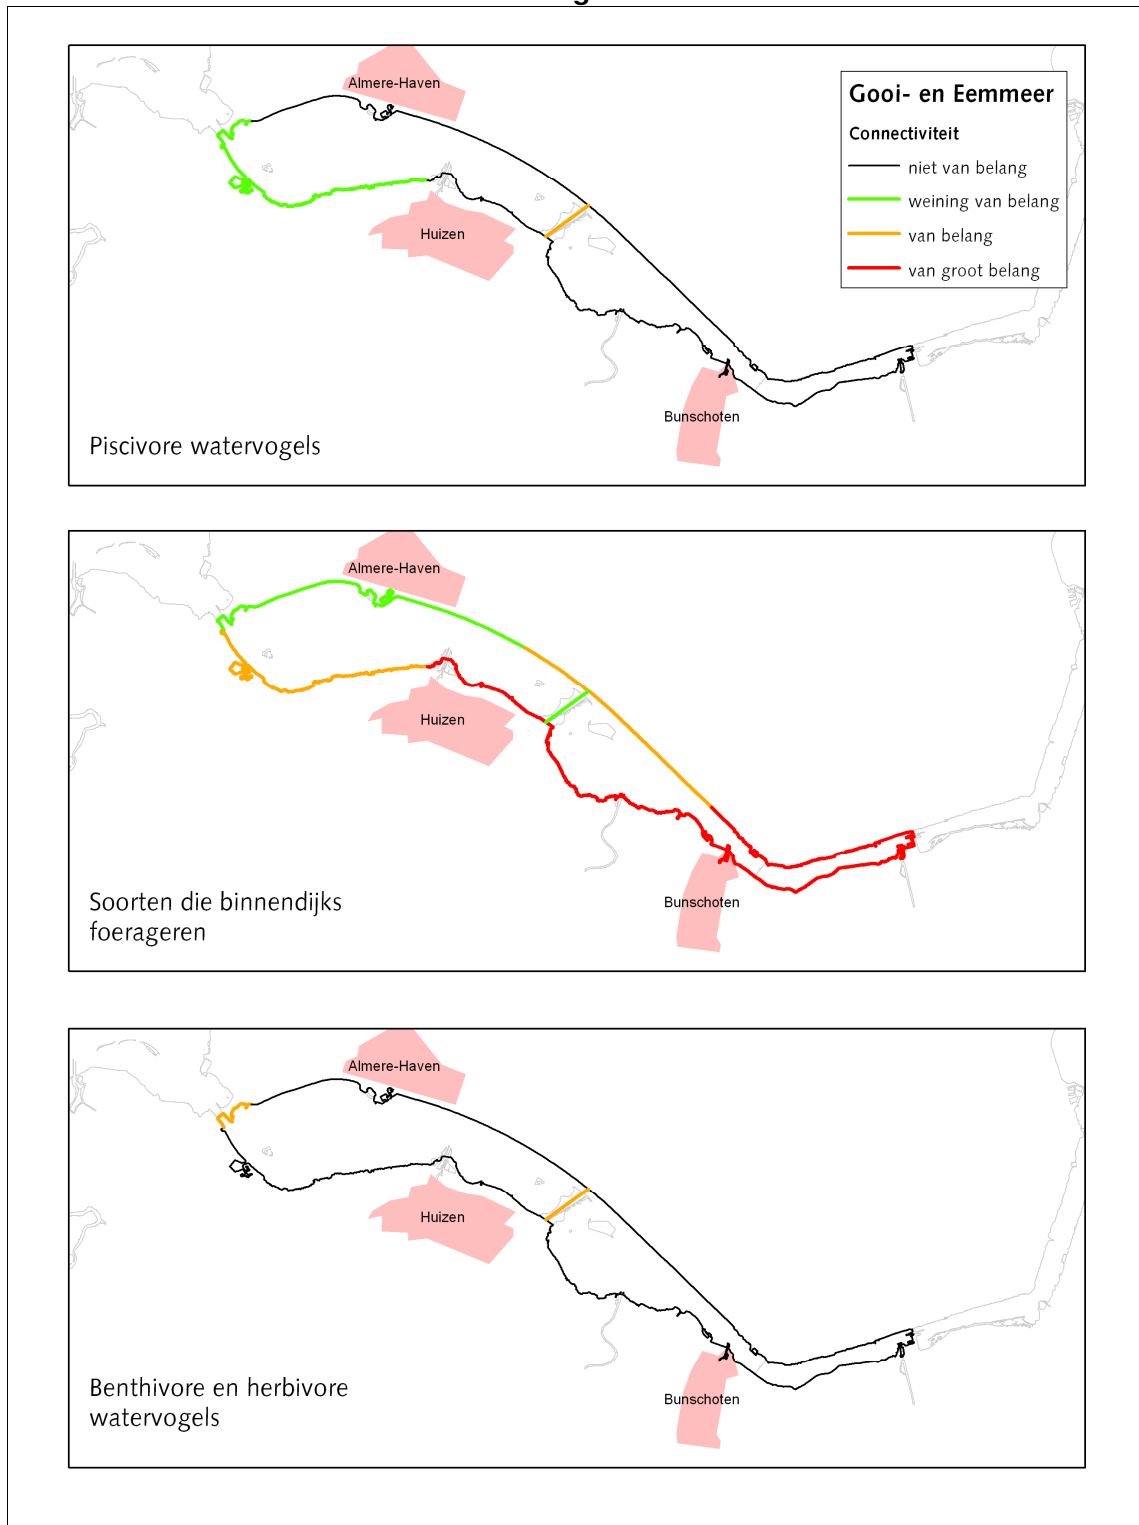 Almere-Haven
Gooi- en Eemmeer
Connectiviteit
niet van belang
weining van belang
van belang
van groot belang
Huizen
Bunschoten
Piscivore watervogels
Almere-Haven
Huizen
Bunschoten
Soorten die binnendijks
foerageren
Almere-Haven
Huizen
Bunschoten
Benthivore en herbivore
watervogels